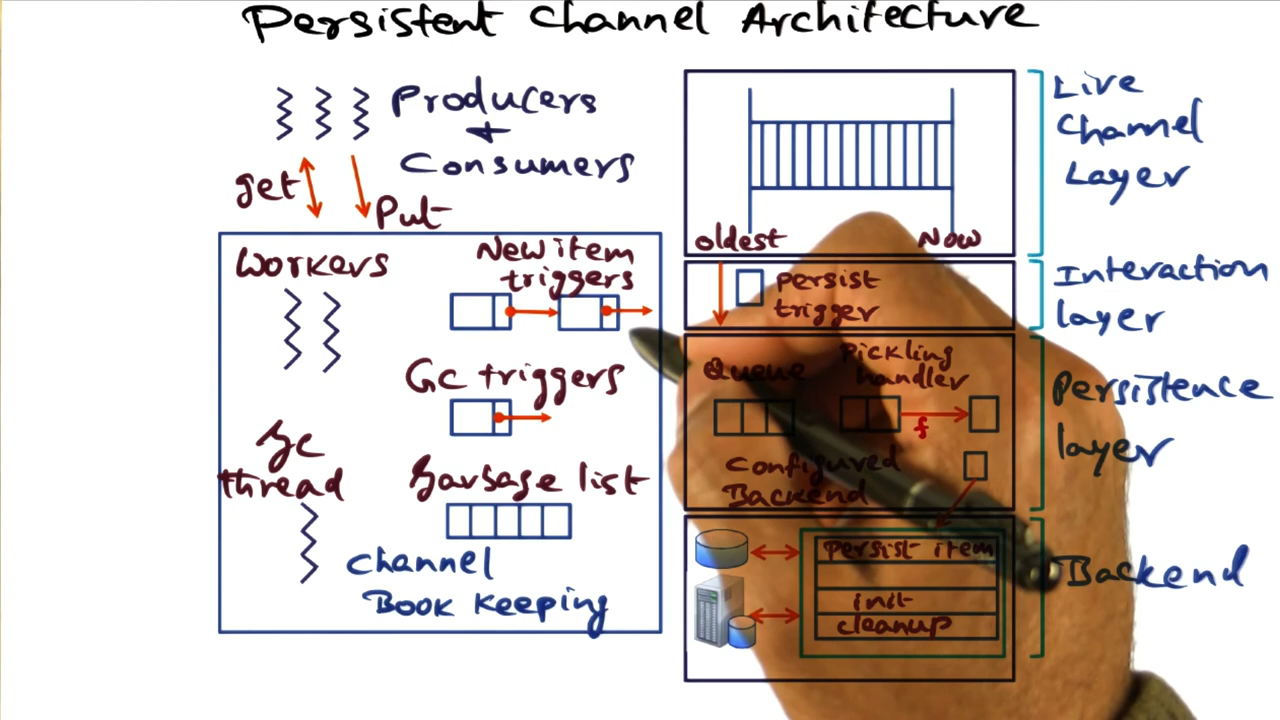 Persistent Channel Architecture
Producers
+
Consumers
get
Put
Workers
New item
triggers
GC triggers
GC
thread
Garbage list
Channel
Book Keeping
oldest
Now
Live
Channel
Layer
persist
trigger
Interaction
layer
Queue
Pickling
handler
f
Configured
Backend
Persistence
layer
persist item
init
cleanup
Backend